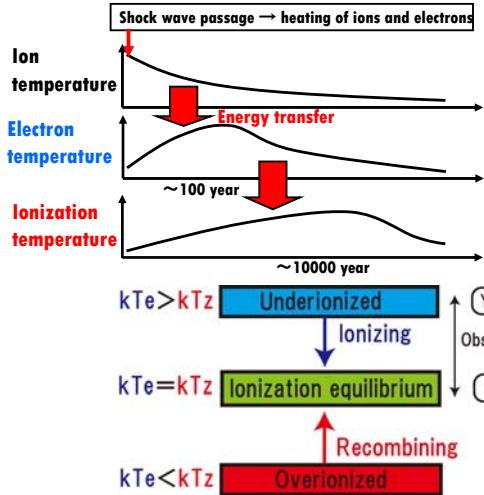 Shock wave passage → heating of ions and electrons
Ion
temperature
Energy transfer
Electron
temperature
~100 year
Ionization
temperature
~10000 year
kTe>kTz Underionized
Ionizing
Obs
kTe=kTz Ionization equilibrium
Recombining
kTe<kTz Overionized